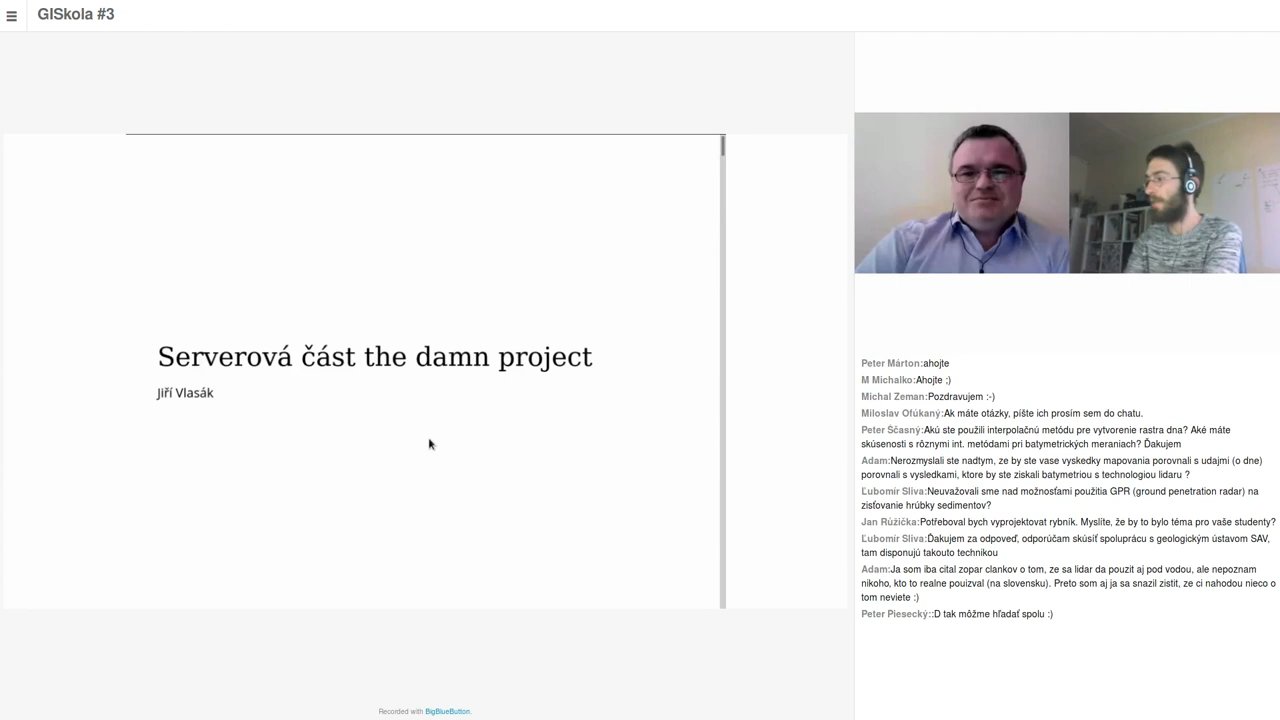 GISkola #3
Serverová část the damn project
Jiří Vlasák
Peter Márton:ahojte
M Michalko:Ahojte ;)
Michal Zeman:Pozdravujem :-)
Miloslav Ofúkaný:Ak máte otázky, píšte ich prosím sem do chatu.
Peter Ščasný:Akú ste použili interpolačnú metódu pre vytvorenie rastra dna? Aké máte
skúsenosti s rôznymi int. metódami pri batymetrických meraniach? Ďakujem
Adam:Nerozmyslali ste nadtym, ze by ste vase vyskedky mapovania porovnali s udajmi (o dne)
porovnali s vysledkami, ktore by ste ziskali batymetriou s technologiou lidaru ?
Ľubomír Sliva:Neuvažovali sme nad možnosťami použitia GPR (ground penetration radar) na
zisťovanie hrúbky sedimentov?
Jan Růžička:Potřeboval bych vyprojektovat rybník. Myslíte, že by to bylo téma pro vaše studenty?
Ľubomír Sliva:Ďakujem za odpoveď, odporúčam skúsiť spoluprácu s geologickým ústavom SAV,
tam disponujú takouto technikou
Adam:Ja som iba cital zopar clankov o tom, ze sa lidar da pouzit aj pod vodou, ale nepoznam
nikoho, kto to realne pouizval (na slovensku). Preto som aj ja sa snazil zistit, ze ci nahodou nieco o
tom neviete :)
Peter Piesecký::D tak môžme hľadať spolu :)
Recorded with BigBlueButton.